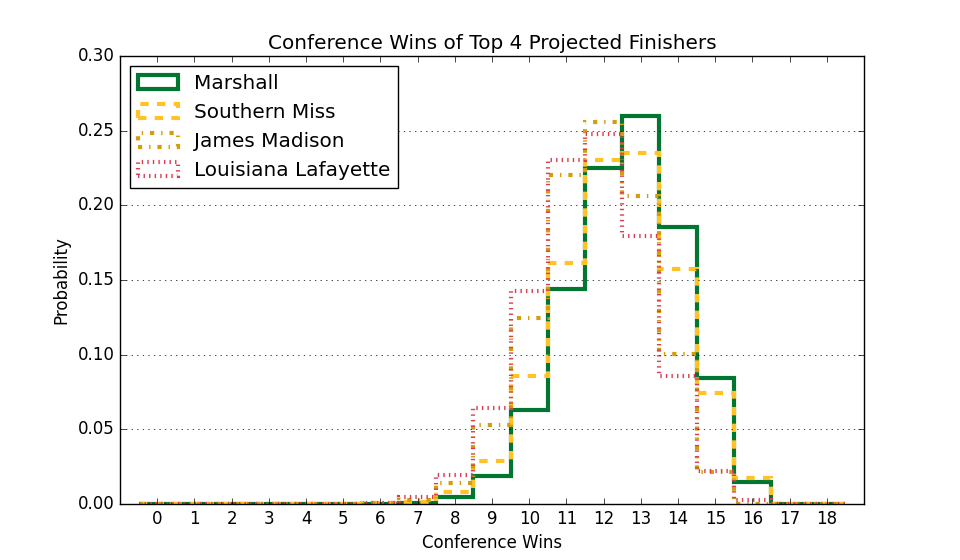 Conference Wins of Top 4 Projected Finishers
0.30
0.25
0.20
0.15
0.10
0.05
0.00
Probability
Marshall
Southern Miss
James Madison
Louisiana Lafayette
0 1 2 3 4 5 6 7 8 9 10 11 12 13 14 15 16 17 18
Conference Wins